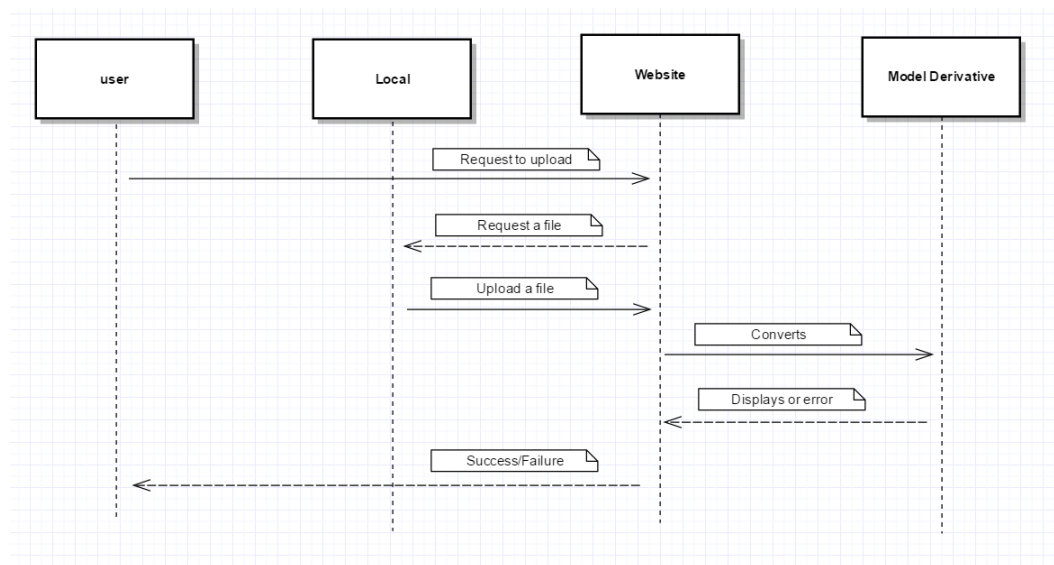 user
Local
Website
Model Derivative
Request to upload
Request a file
Upload a file
Converts
Displays or error
Success/Failure